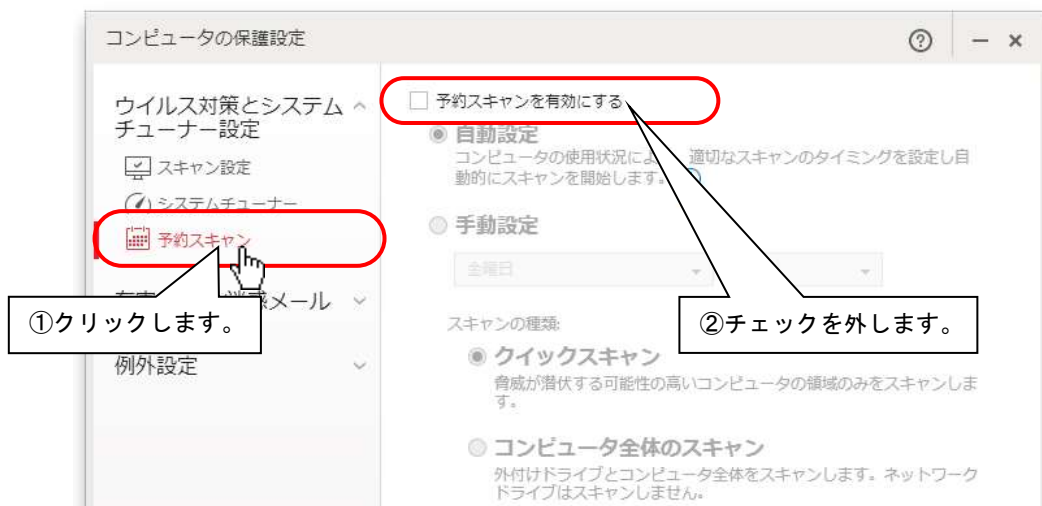 コンピュータの保護設定
ウイルス対策とシステム
チューナー設定
スキャン設定
システムチューナー
予約スキャン
メール
例外設定
①クリックします。
予約スキャンを有効にする
自動設定
コンピュータの使用状況によ 適切なスキャンのタイミングを設定し自
動的にスキャンを開始します。
手動設定
金曜日
②チェックを外します。
スキャンの種類:
クイックスキャン
脅威が潜伏する可能性の高いコンピュータの領域のみをスキャンしま
す。
コンピュータ全体のスキャン
外付けドライブとコンピュータ全体をスキャンします。ネットワーク
ドライブはスキャンしません。